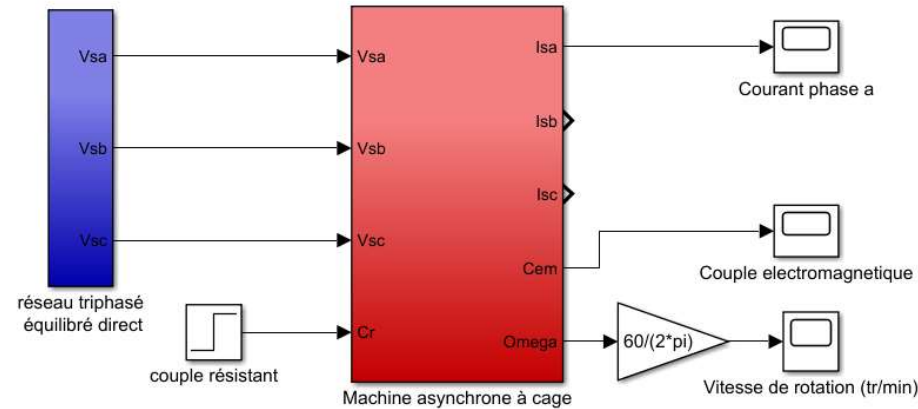 Vsa
Vsb
Vsc
réseau triphasé
équilibré direct
couple résistant
Vsa
Vsb
Vsc
Cr
Isa
Isb
Isc
Cem
Omega
Machine asynchrone à cage
60/(2*pi)
Courant phase a
Couple electromagnetique
Vitesse de rotation (tr/min)